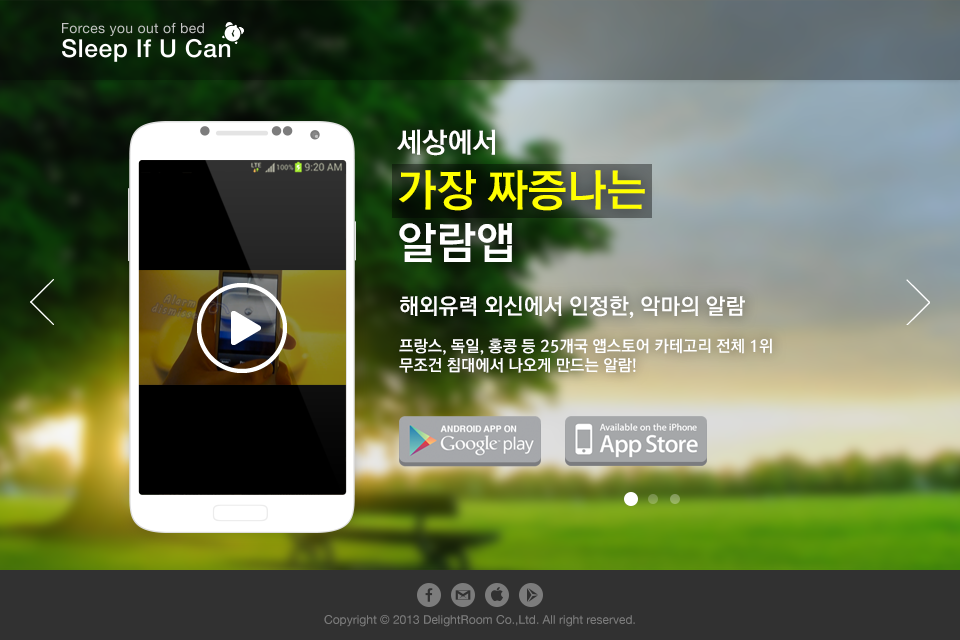 Forces you out of bed
Sleep If U Can
LTE 100% 9:20 AM
세상에서
가장 짜증나는
알람앱
해외유력 외신에서 인정한, 악마의 알람
프랑스, 독일, 홍콩 등 25개국 앱스토어 카테고리 전체 1위
무조건 침대에서 나오게 만드는 알람!
ANDROID APP ON
Google play
Available on the iPhone
App Store
Copyright © 2013 DelightRoom Co.,Ltd. All right reserved.